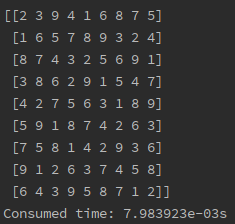 [[2 3 9 4 1 6 8 7 5]
[1 6 5 7 8 9 3 2 4]
[8 7 4 3 2 5 6 9 1]
[3 8 6 2 9 1 5 4 7]
[4 2 7 5 6 3 1 8 9]
[5 9 1 8 7 4 2 6 3]
[7 5 8 1 4 2 9 3 6]
[9 1 2 6 3 7 4 5 8]
[6 4 3 9 5 8 7 1 2]]
Consumed time: 7.983923e-03s